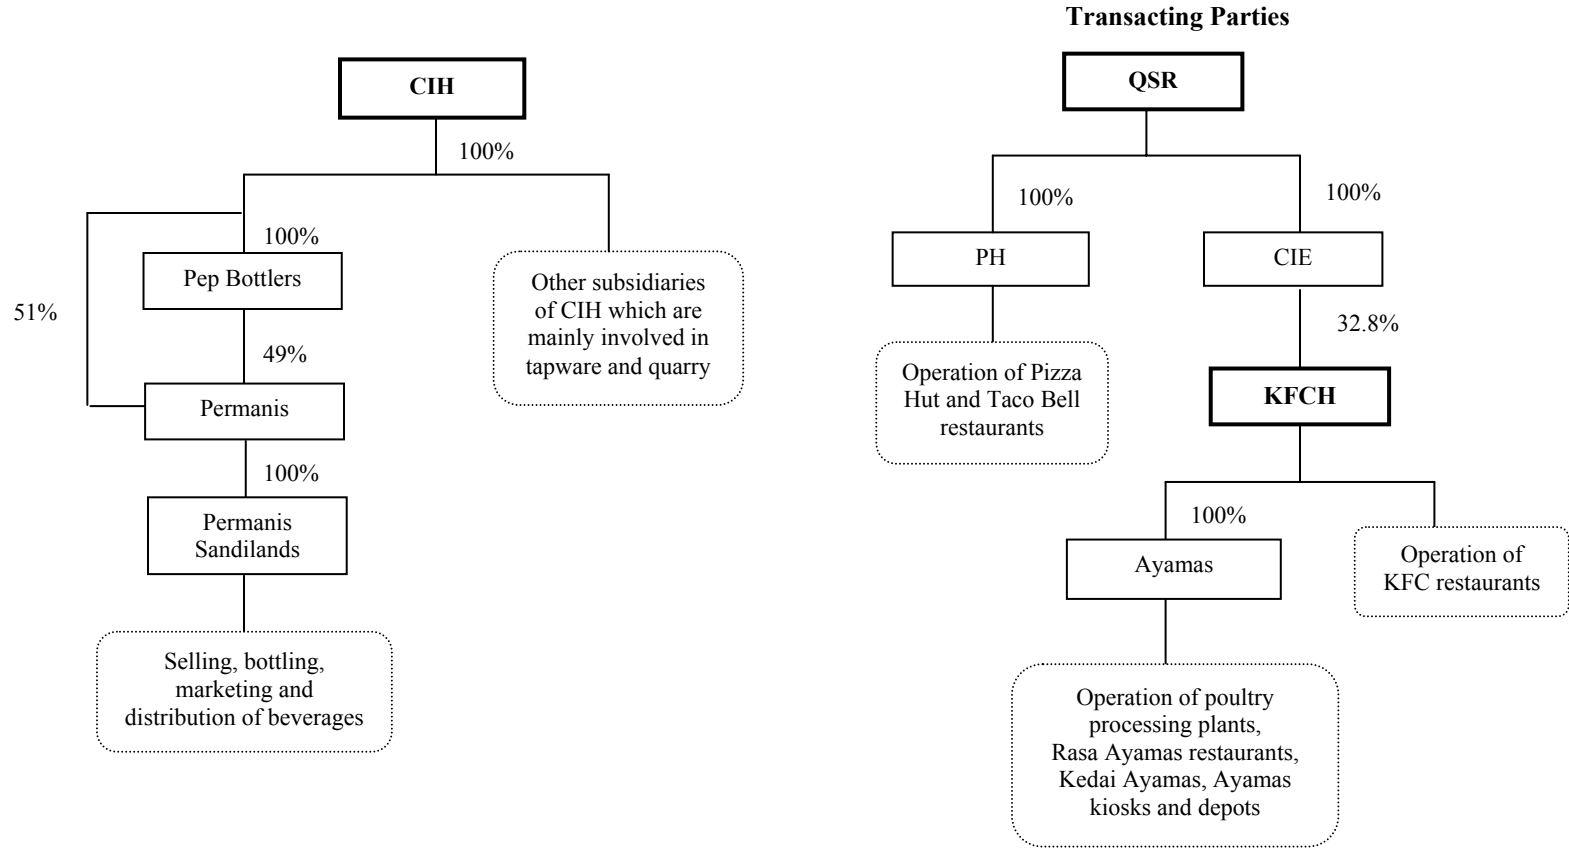 Transacting Parties
CIH
100%
100%
Pep Bottlers
51%
49%
Permanis
100%
Permanis
Sandilands
Selling, bottling,
marketing and
distribution of beverages
Other subsidiaries
of CIH which are
mainly involved in
tapware and quarry
QSR
100%
100%
PH
CIE
Operation of Pizza
Hut and Taco Bell
restaurants
32.8%
KFCH
100%
Ayamas
Operation of
KFC restaurants
Operation of poultry
processing plants,
Rasa Ayamas restaurants,
Kedai Ayamas, Ayamas
kiosks and depots